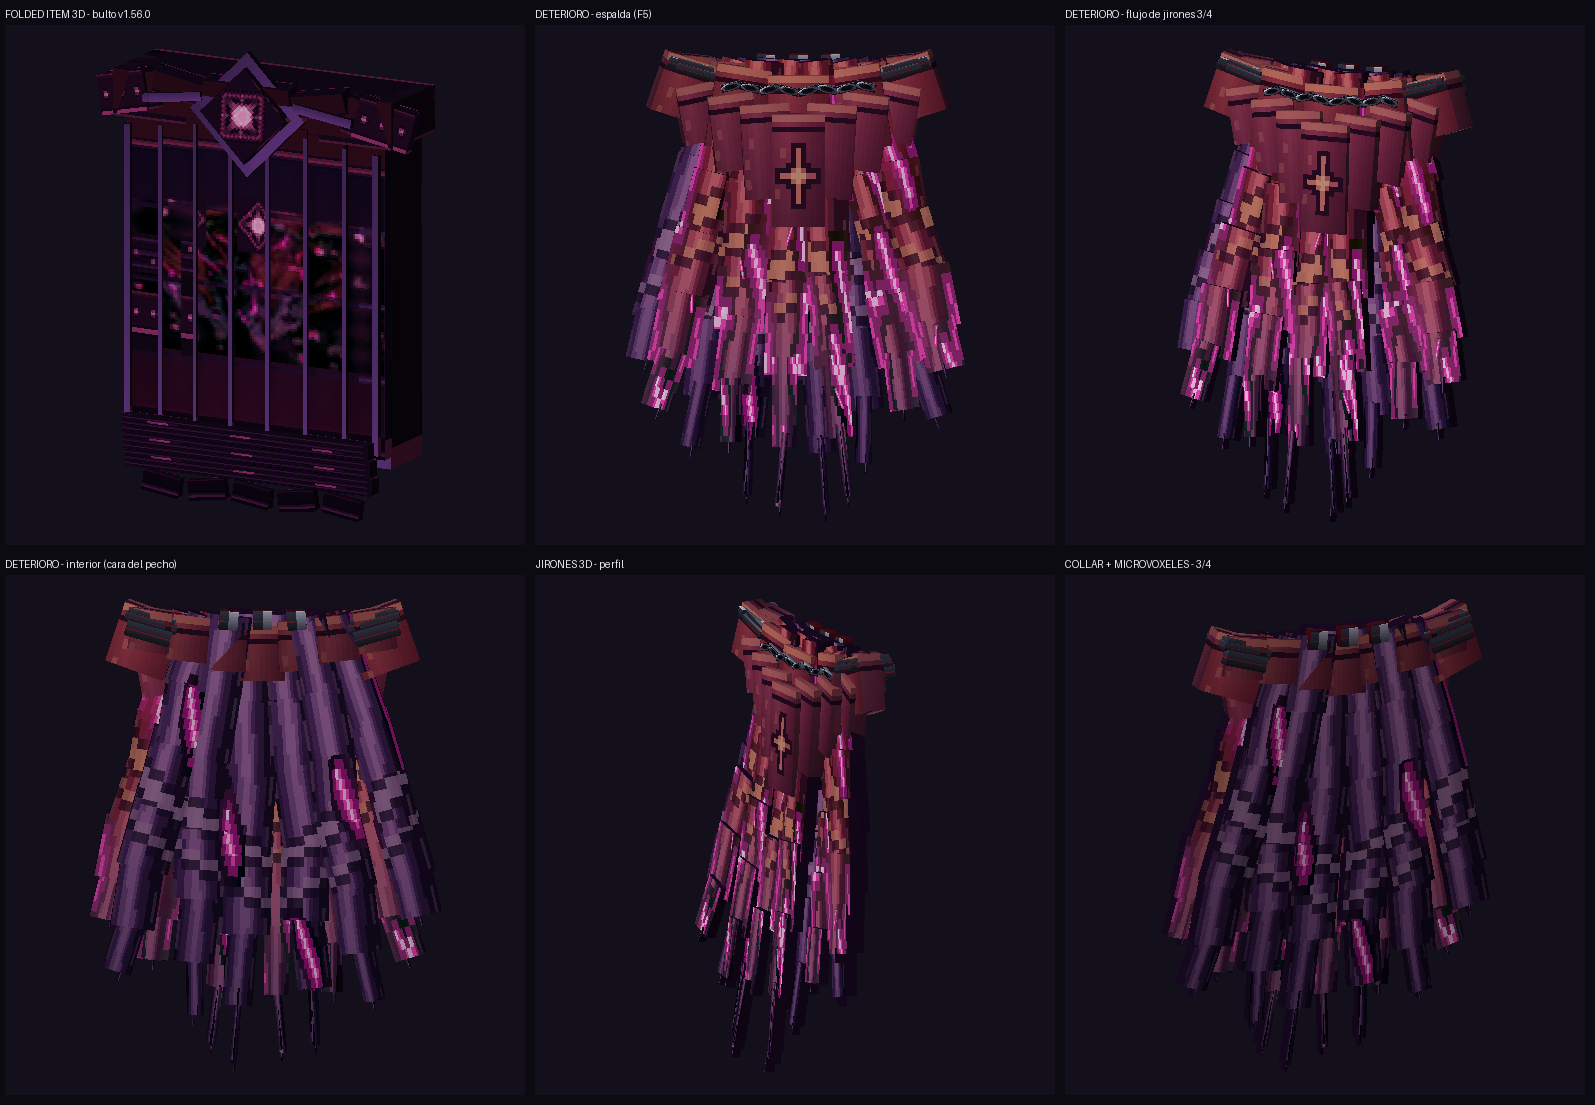 FOLDED ITEM 3D - bulto v1.56.0
DETERIORO - espalda (F5)
DETERIORO - flujo de jirones 3/4
DETERIORO - interior (cara del pecho)
JIRONES 3D - perfil
COLLAR + MICROVOXELES - 3/4